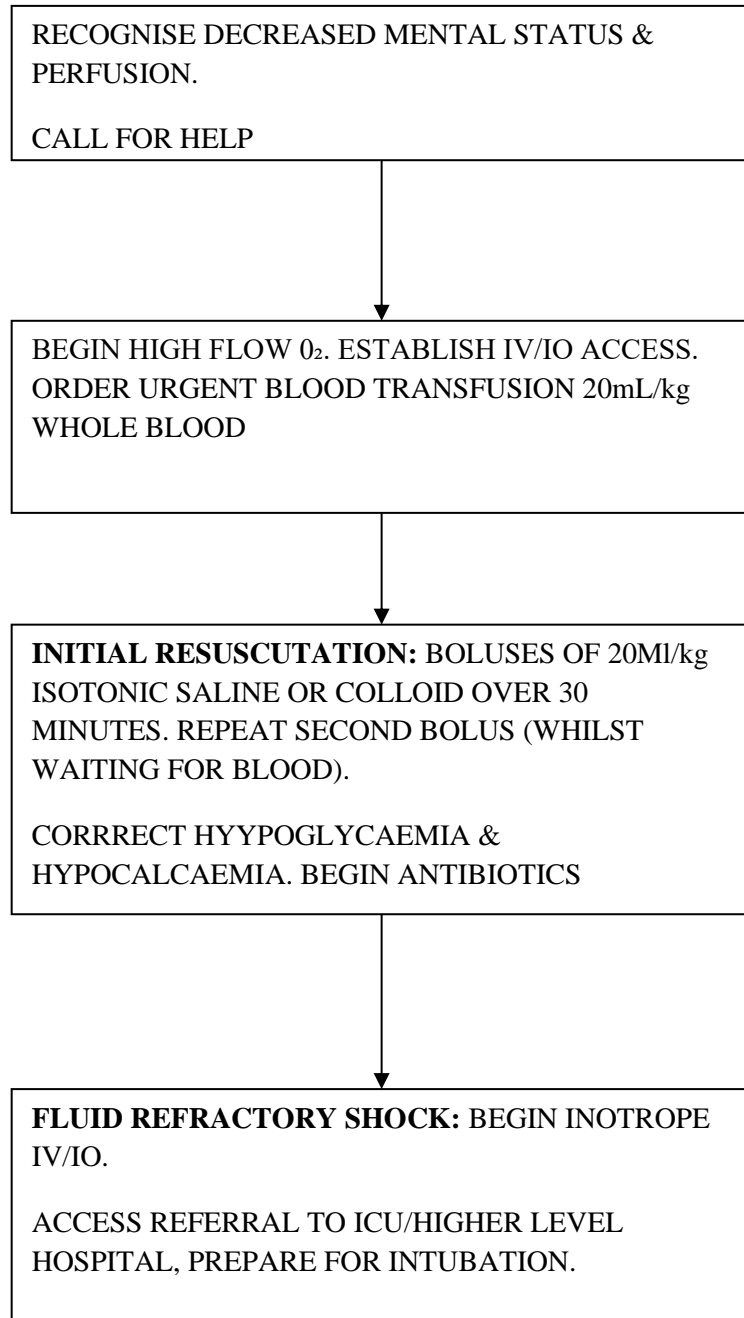 RECOGNISE DECREASED MENTAL STATUS &
PERFUSION.
CALL FOR HELP
BEGIN HIGH FLOW 0₂. ESTABLISH IV/IO ACCESS.
ORDER URGENT BLOOD TRANSFUSION 20mL/kg
WHOLE BLOOD
INITIAL RESUSCUTATION: BOLUSES OF 20Ml/kg
ISOTONIC SALINE OR COLLOID OVER 30
MINUTES. REPEAT SECOND BOLUS (WHILST
WAITING FOR BLOOD).
CORRRECT HYYPOGLYCAEMIA &
HYPOCALCAEMIA. BEGIN ANTIBIOTICS
FLUID REFRACTORY SHOCK: BEGIN INOTROPE
IV/IO.
ACCESS REFERRAL TO ICU/HIGHER LEVEL
HOSPITAL, PREPARE FOR INTUBATION.